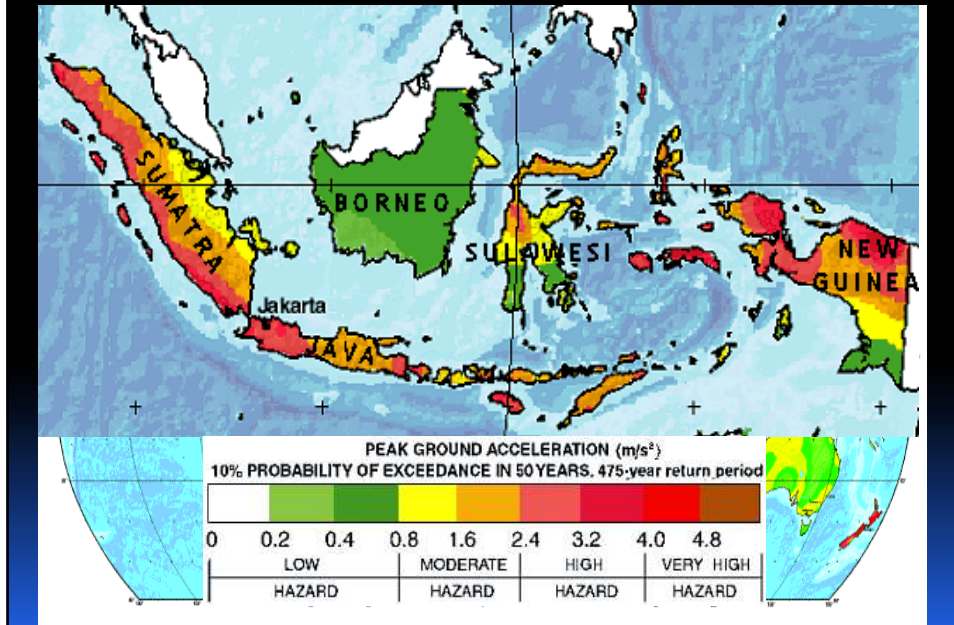 SUMATRA
BORNEO
SULAWESI
NEW
GUINEA
Jakarta
JAVA
PEAK GROUND ACCELERATION (m/s²)
10% PROBABILITY OF EXCEEDANCE IN 50 YEARS, 475-year return period
0 0.2 0.4 0.8 1.6 2.4 3.2 4.0 4.8
LOW MODERATE HIGH VERY HIGH
HAZARD HAZARD HAZARD HAZARD